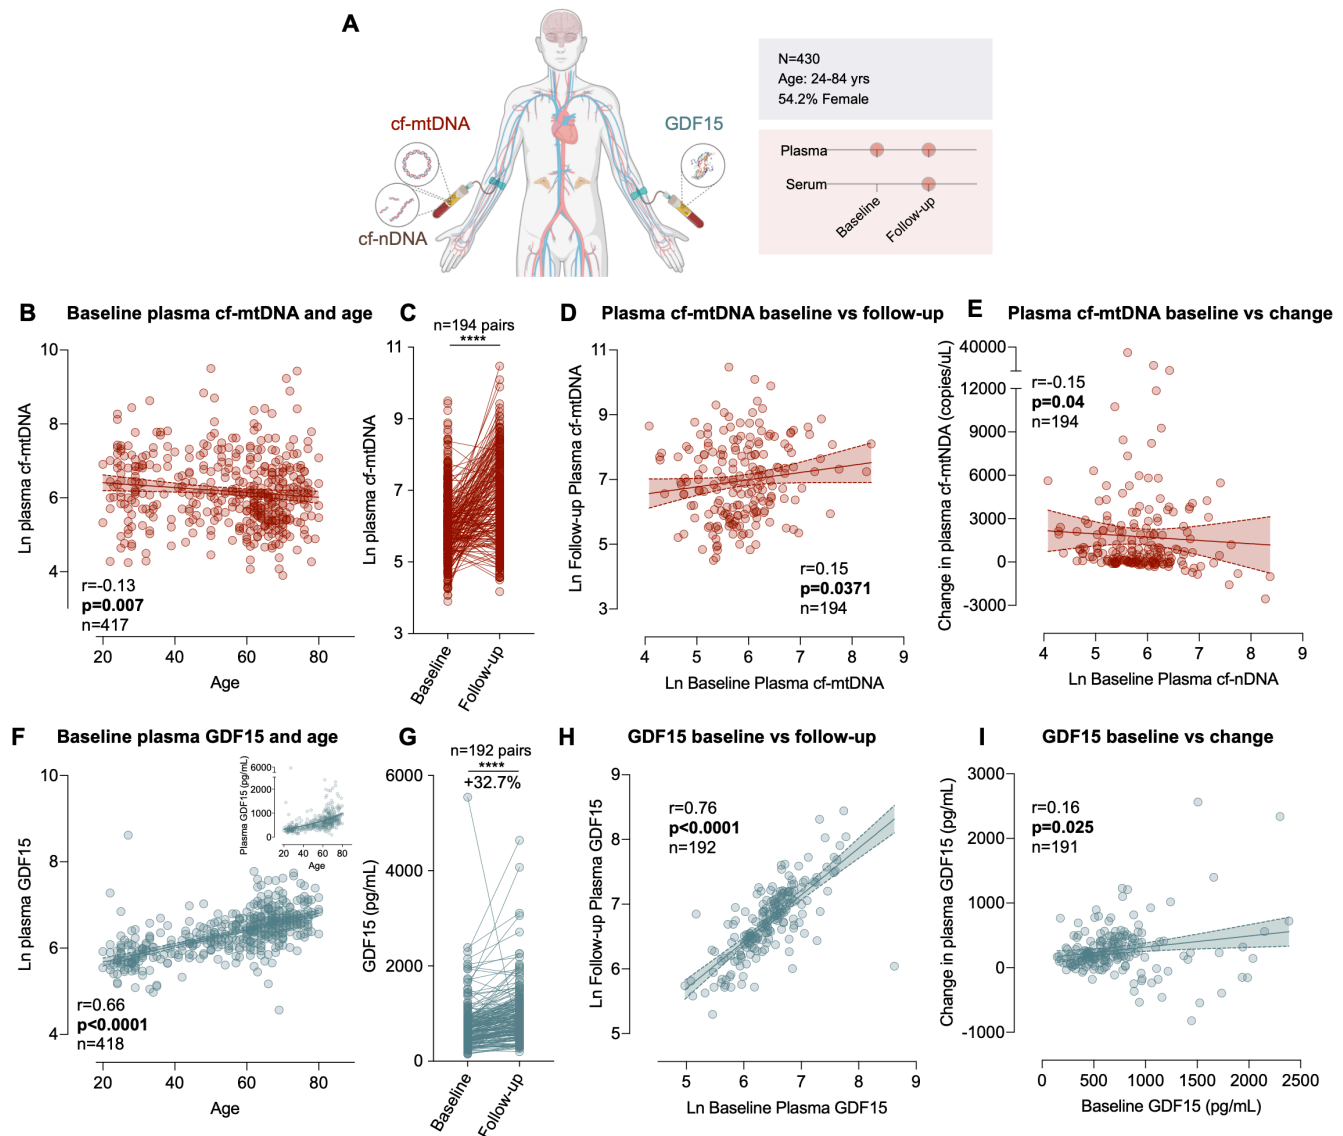 A
N=430
Age: 24-84 yrs
54.2% Female
cf-mtDNA
GDF15
cf-nDNA
Plasma
Serum
Baseline
Follow-up
B
Baseline plasma cf-mtDNA and age
10
8
6
4
Ln plasma cf-mtDNA
r=-0.13
p=0.007
n=417
20
40
60
80
Age
C
n=194 pairs
****
11
9
7
5
3
Ln plasma cf-mtDNA
Baseline
Follow-up
D
Plasma cf-mtDNA baseline vs follow-up
11
9
7
5
3
Ln Follow-up Plasma cf-mtDNA
r=0.15
p=0.0371
n=194
4
5
6
7
8
9
Ln Baseline Plasma cf-mtDNA
E
Plasma cf-mtDNA baseline vs change
40000
12000
9000
6000
3000
0
-3000
Change in plasma cf-mtNDA (copies/uL)
r=-0.15
p=0.04
n=194
4
5
6
7
8
9
Ln Baseline Plasma cf-nDNA
F
Baseline plasma GDF15 and age
10
8
6
4
Ln plasma GDF15
6000
2000
1000
0
Plasma GDF15 (pg/mL)
20
40
60
80
Age
r=0.66
p<0.0001
n=418
20
40
60
80
Age
G
n=192 pairs
****
+32.7%
6000
4000
2000
0
GDF15 (pg/mL)
Baseline
Follow-up
H
GDF15 baseline vs follow-up
9
8
7
6
5
Ln Follow-up Plasma GDF15
r=0.76
p<0.0001
n=192
5
6
7
8
9
Ln Baseline Plasma GDF15
I
GDF15 baseline vs change
3000
2000
1000
0
-1000
Change in plasma GDF15 (pg/mL)
r=0.16
p=0.025
n=191
0
500
1000
1500
2000
2500
Baseline GDF15 (pg/mL)